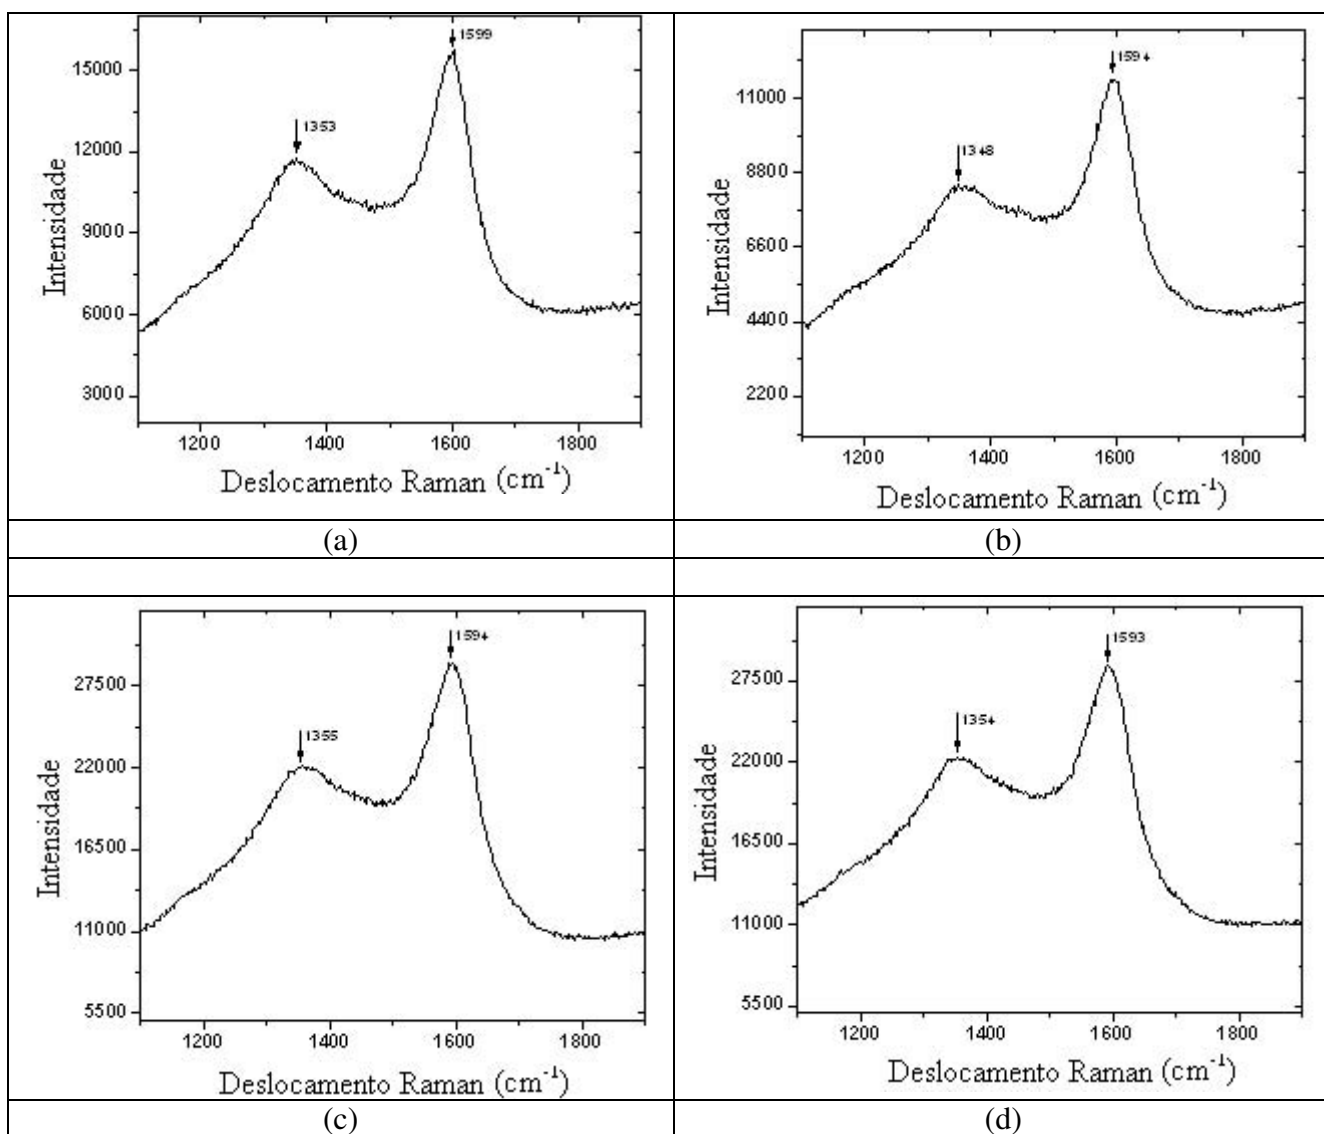 1599
15000
1353
12000
9000
6000
3000
Intensidade
1200 1400 1600 1800
Deslocamento Raman (cm⁻¹)
(a)
1594
11000
1348
8800
6600
4400
2200
Intensidade
1200 1400 1600 1800
Deslocamento Raman (cm⁻¹)
(b)
1594
27500
1355
22000
16500
11000
5500
Intensidade
1200 1400 1600 1800
Deslocamento Raman (cm⁻¹)
(c)
1593
27500
1354
22000
16500
11000
5500
Intensidade
1200 1400 1600 1800
Deslocamento Raman (cm⁻¹)
(d)